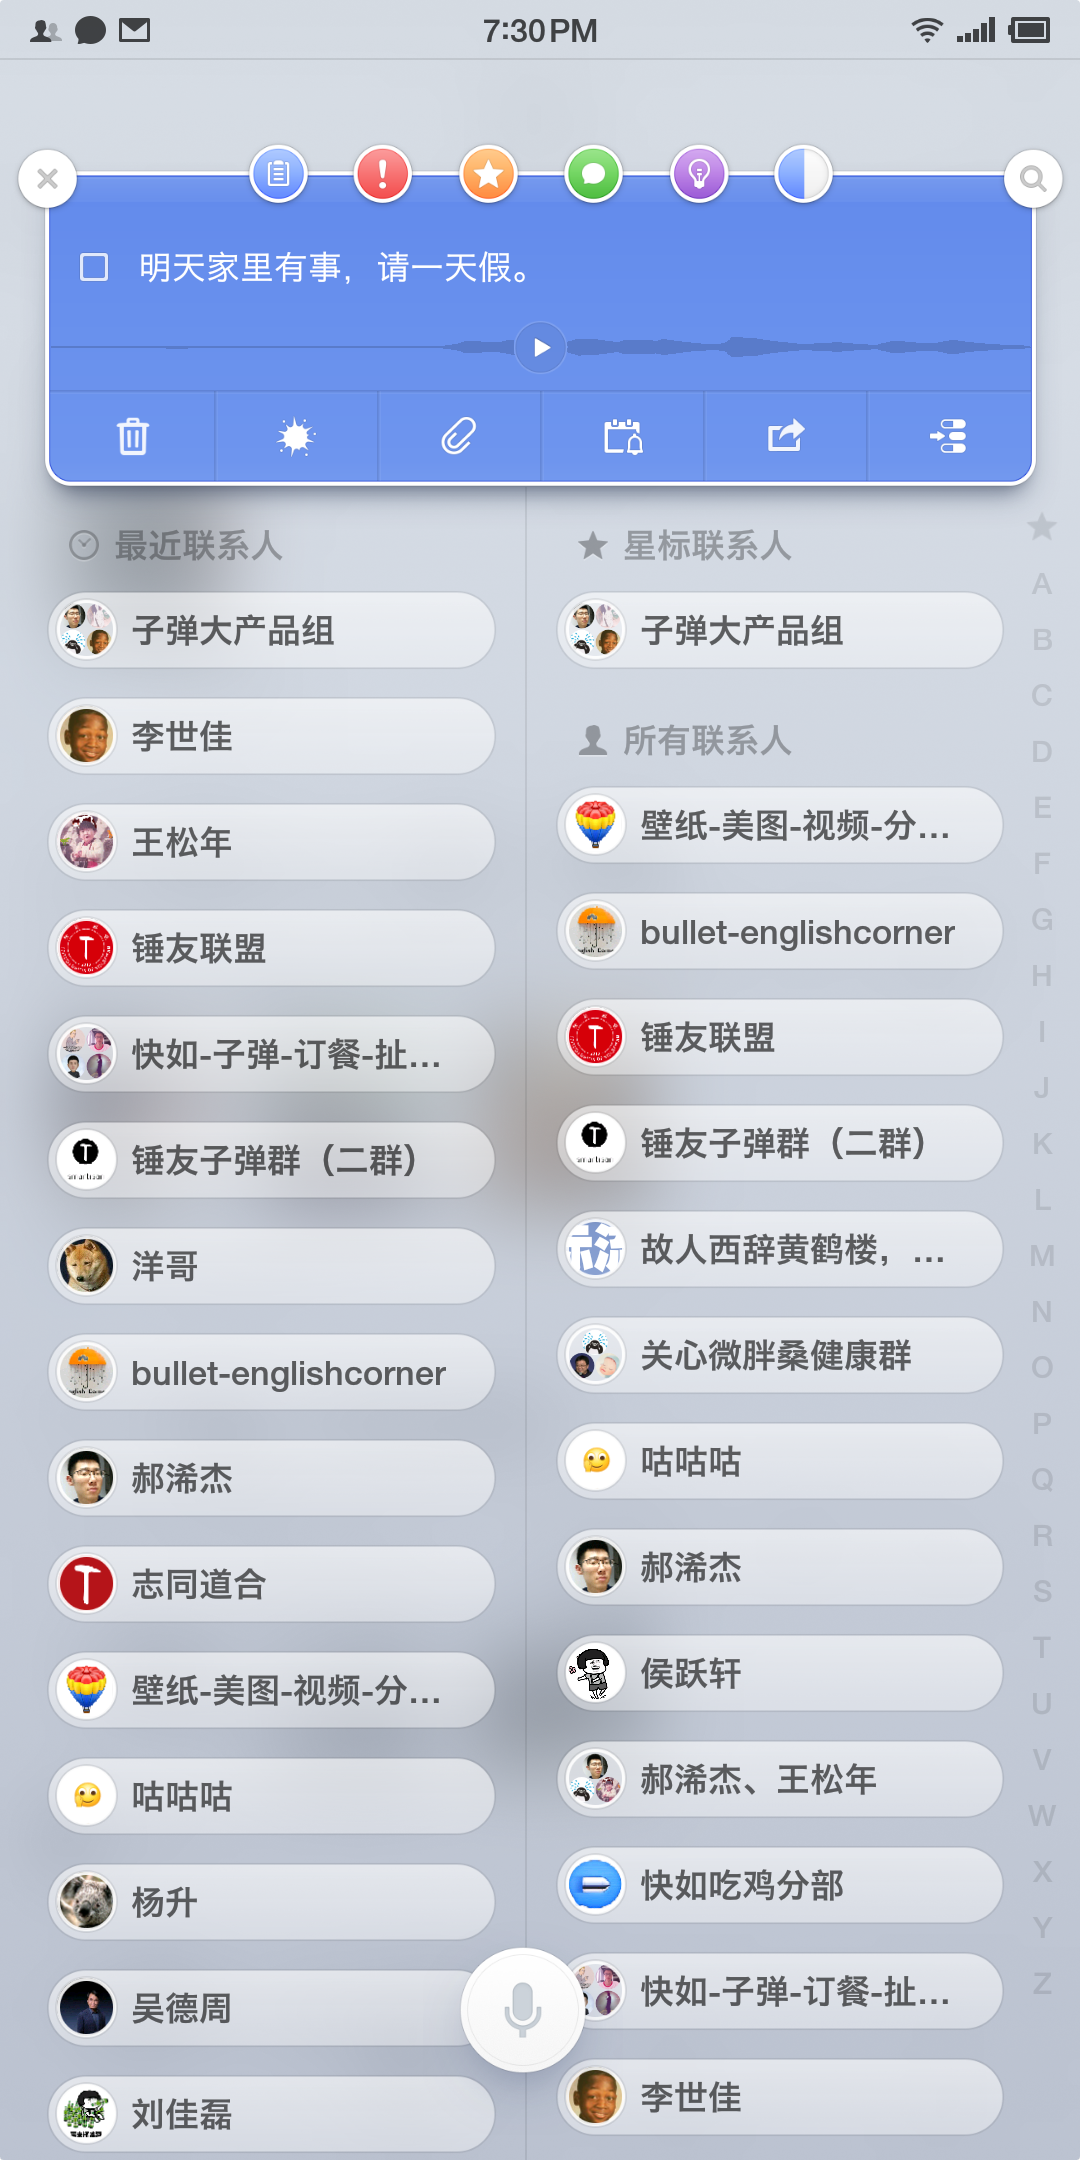 7:30 PM
明天家里有事，请一天假。
最近联系人
子弹大产品组
李世佳
王松年
锤友联盟
快如-子弹-订餐-扯...
锤友子弹群（二群）
洋哥
bullet-englishcorner
郝浠杰
志同道合
壁纸-美图-视频-分...
咕咕咕
杨升
吴德周
刘佳磊
星标联系人
子弹大产品组
所有联系人
壁纸-美图-视频-分...
bullet-englishcorner
锤友联盟
锤友子弹群（二群）
故人西辞黄鹤楼，...
关心微胖桑健康群
咕咕咕
郝浠杰
侯跃轩
郝浠杰、王松年
快如吃鸡分部
快如-子弹-订餐-扯...
李世佳
A
B
C
D
E
F
G
H
I
J
K
L
M
N
O
P
Q
R
S
T
U
V
W
X
Y
Z